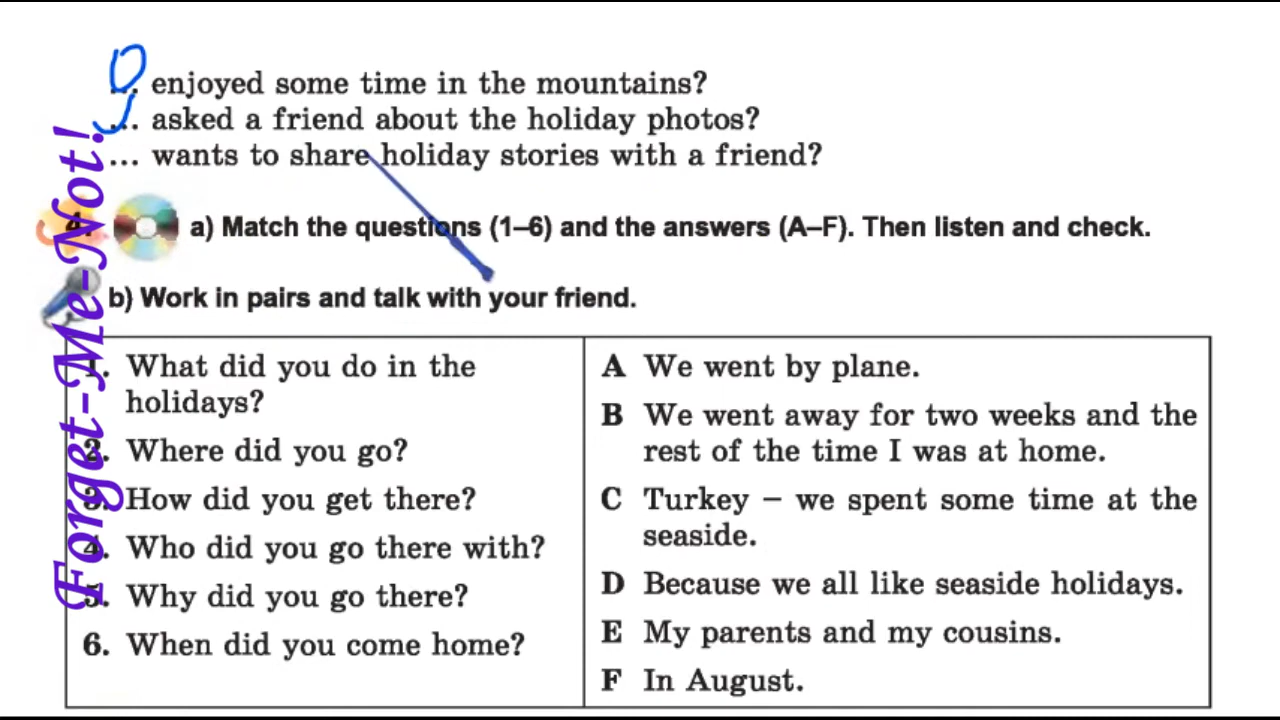 ... enjoyed some time in the mountains?
... asked a friend about the holiday photos?
... wants to share holiday stories with a friend?
4. a) Match the questions (1–6) and the answers (A–F). Then listen and check.
b) Work in pairs and talk with your friend.
1. What did you do in the
holidays?
2. Where did you go?
3. How did you get there?
4. Who did you go there with?
5. Why did you go there?
6. When did you come home?
A We went by plane.
B We went away for two weeks and the
rest of the time I was at home.
C Turkey – we spent some time at the
seaside.
D Because we all like seaside holidays.
E My parents and my cousins.
F In August.
Forget-Me-Not!